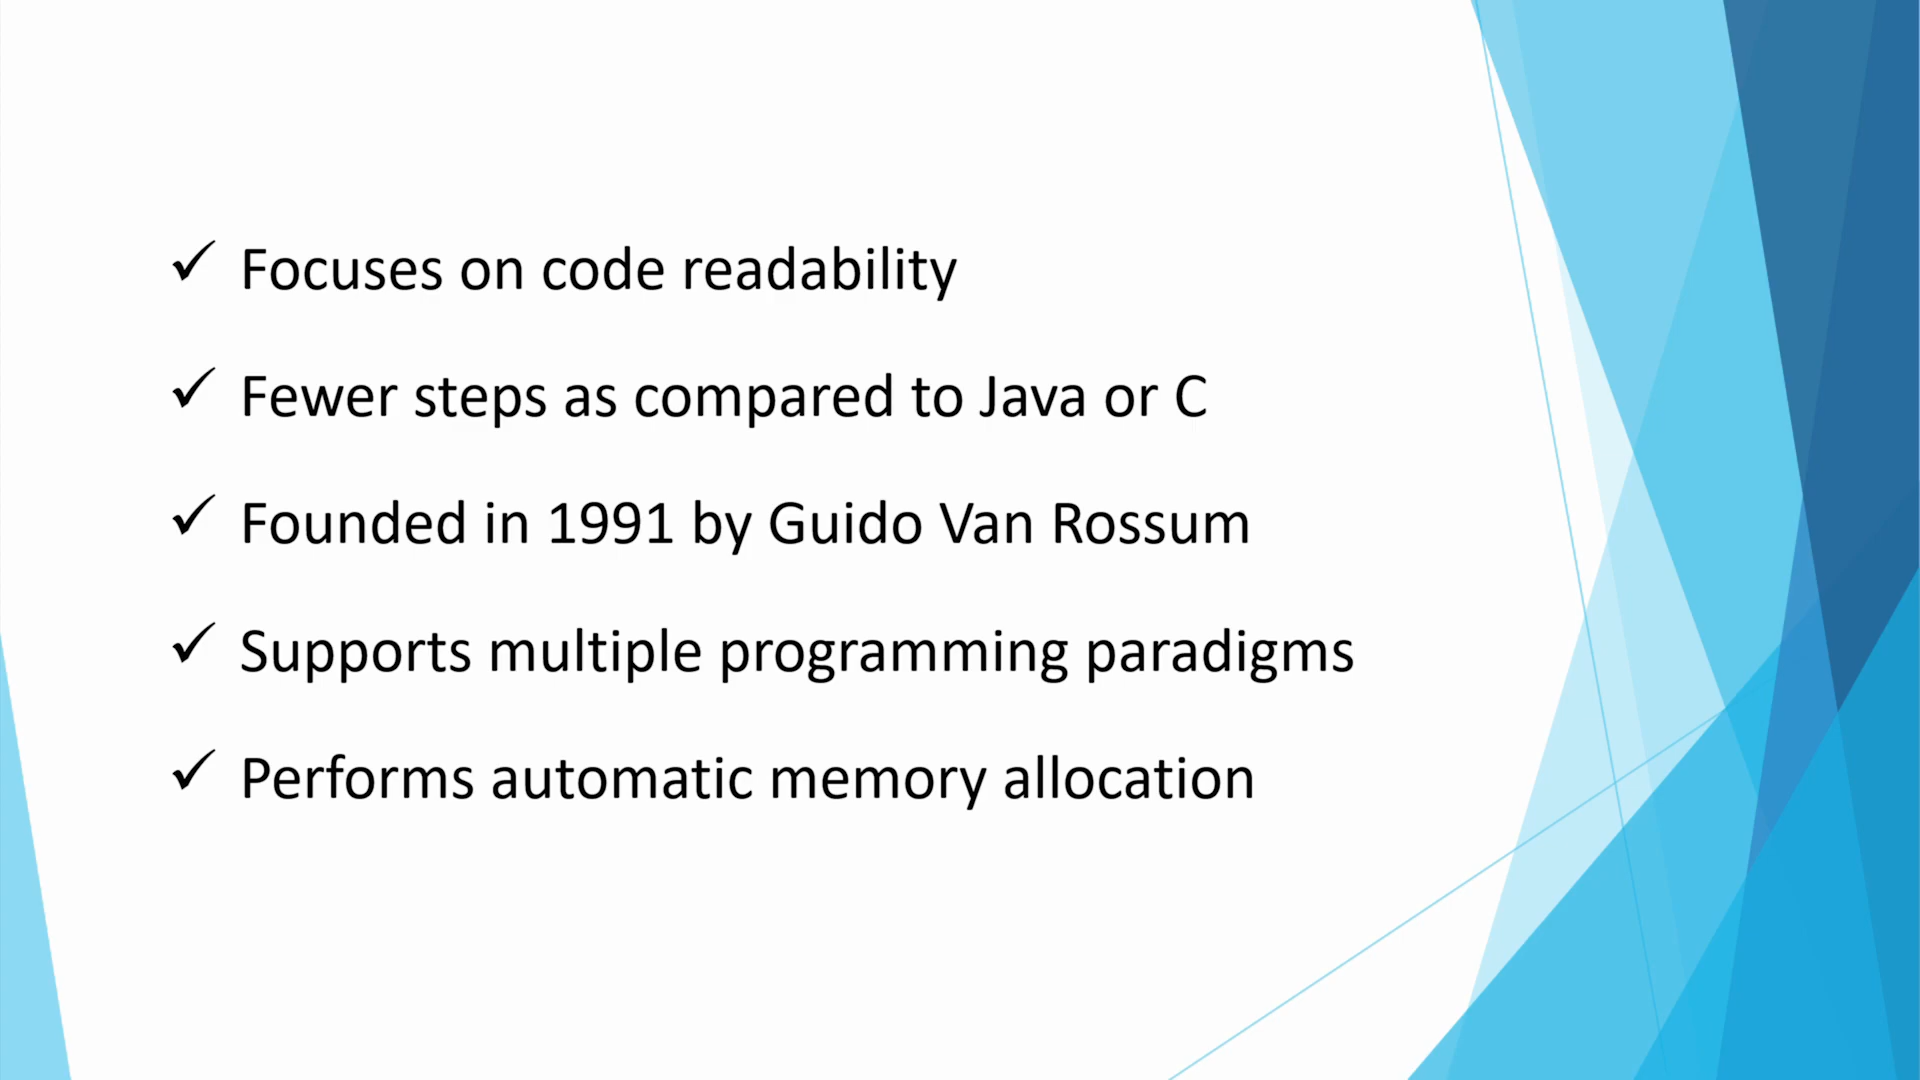 ✓ Focuses on code readability
✓ Fewer steps as compared to Java or C
✓ Founded in 1991 by Guido Van Rossum
✓ Supports multiple programming paradigms
✓ Performs automatic memory allocation